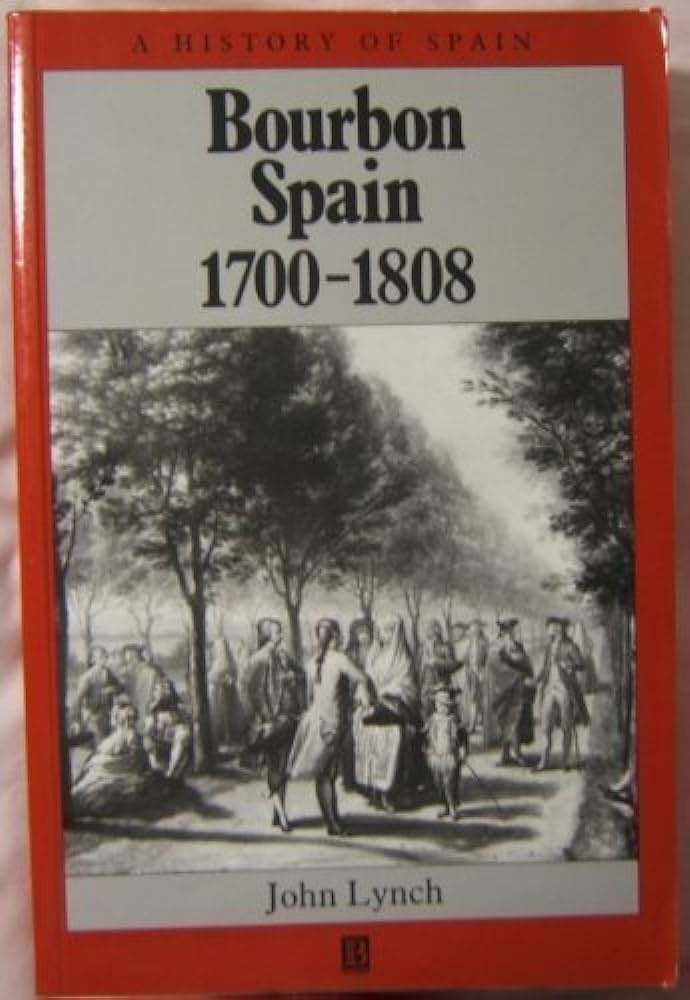 A HISTORY OF SPAIN
Bourbon
Spain
1700-1808
John Lynch
B